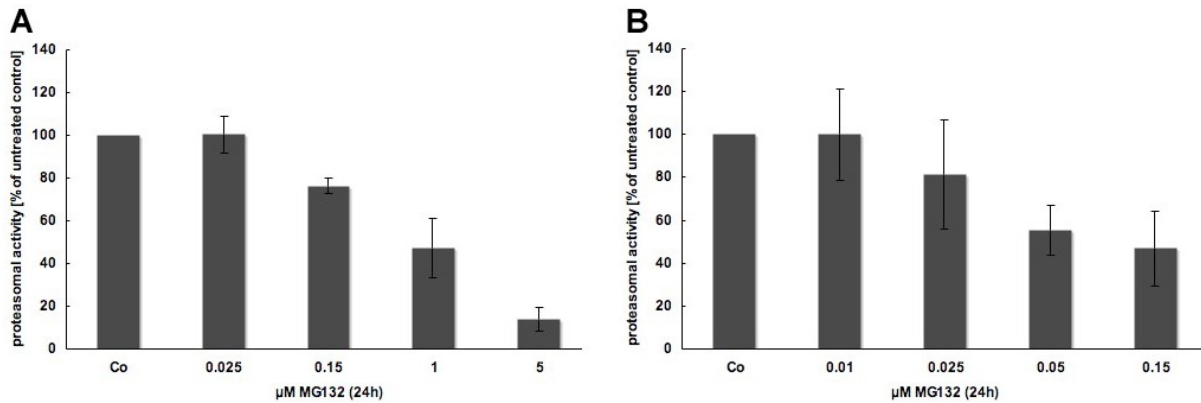 A
proteasomal activity [% of untreated control]
140
120
100
80
60
40
20
0
Co 0.025 0.15 1 5
µM MG132 (24h)
B
proteasomal activity [% of untreated control]
140
120
100
80
60
40
20
0
Co 0.01 0.025 0.05 0.15
µM MG132 (24h)